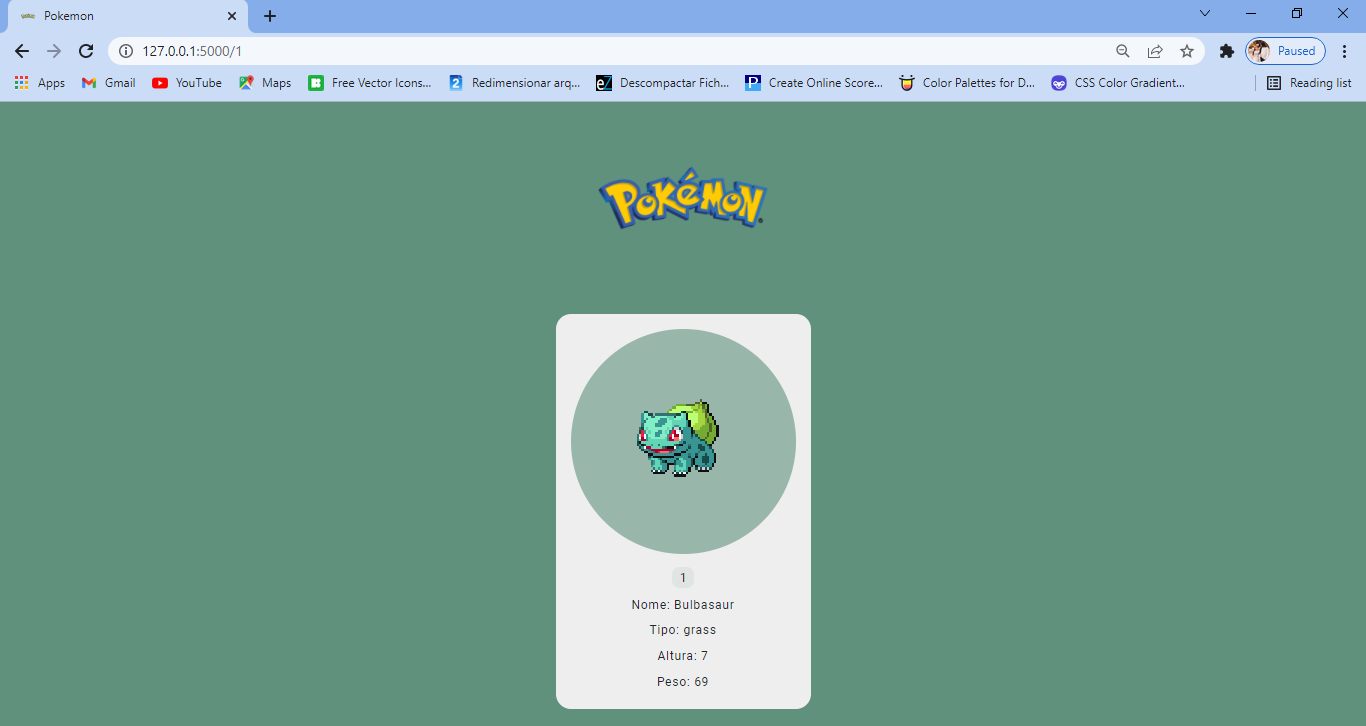 Pokemon
127.0.0.1:5000/1
Paused
Apps Gmail YouTube Maps Free Vector Icons... Redimensionar arq... Descompactar Fich... Create Online Score... Color Palettes for D... CSS Color Gradient... Reading list
POKéMON
1
Nome: Bulbasaur
Tipo: grass
Altura: 7
Peso: 69